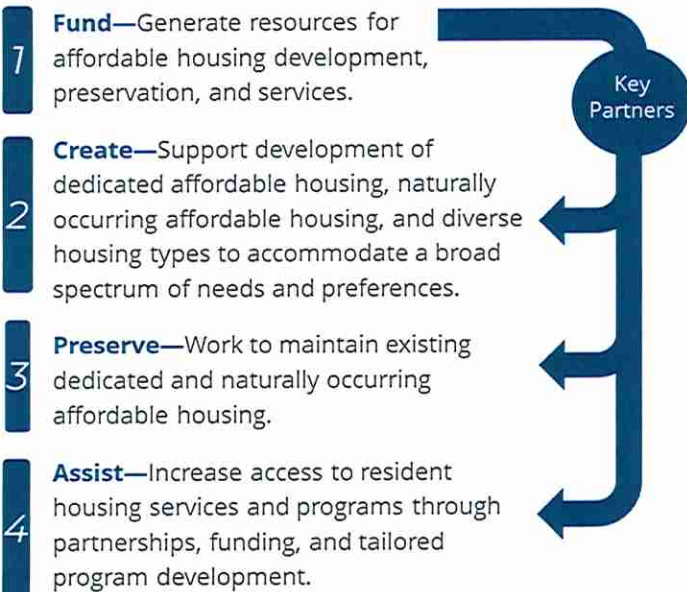 1
Fund—Generate resources for
affordable housing development,
preservation, and services.
Key
Partners
2
Create—Support development of
dedicated affordable housing, naturally
occurring affordable housing, and diverse
housing types to accommodate a broad
spectrum of needs and preferences.
3
Preserve—Work to maintain existing
dedicated and naturally occurring
affordable housing.
4
Assist—Increase access to resident
housing services and programs through
partnerships, funding, and tailored
program development.